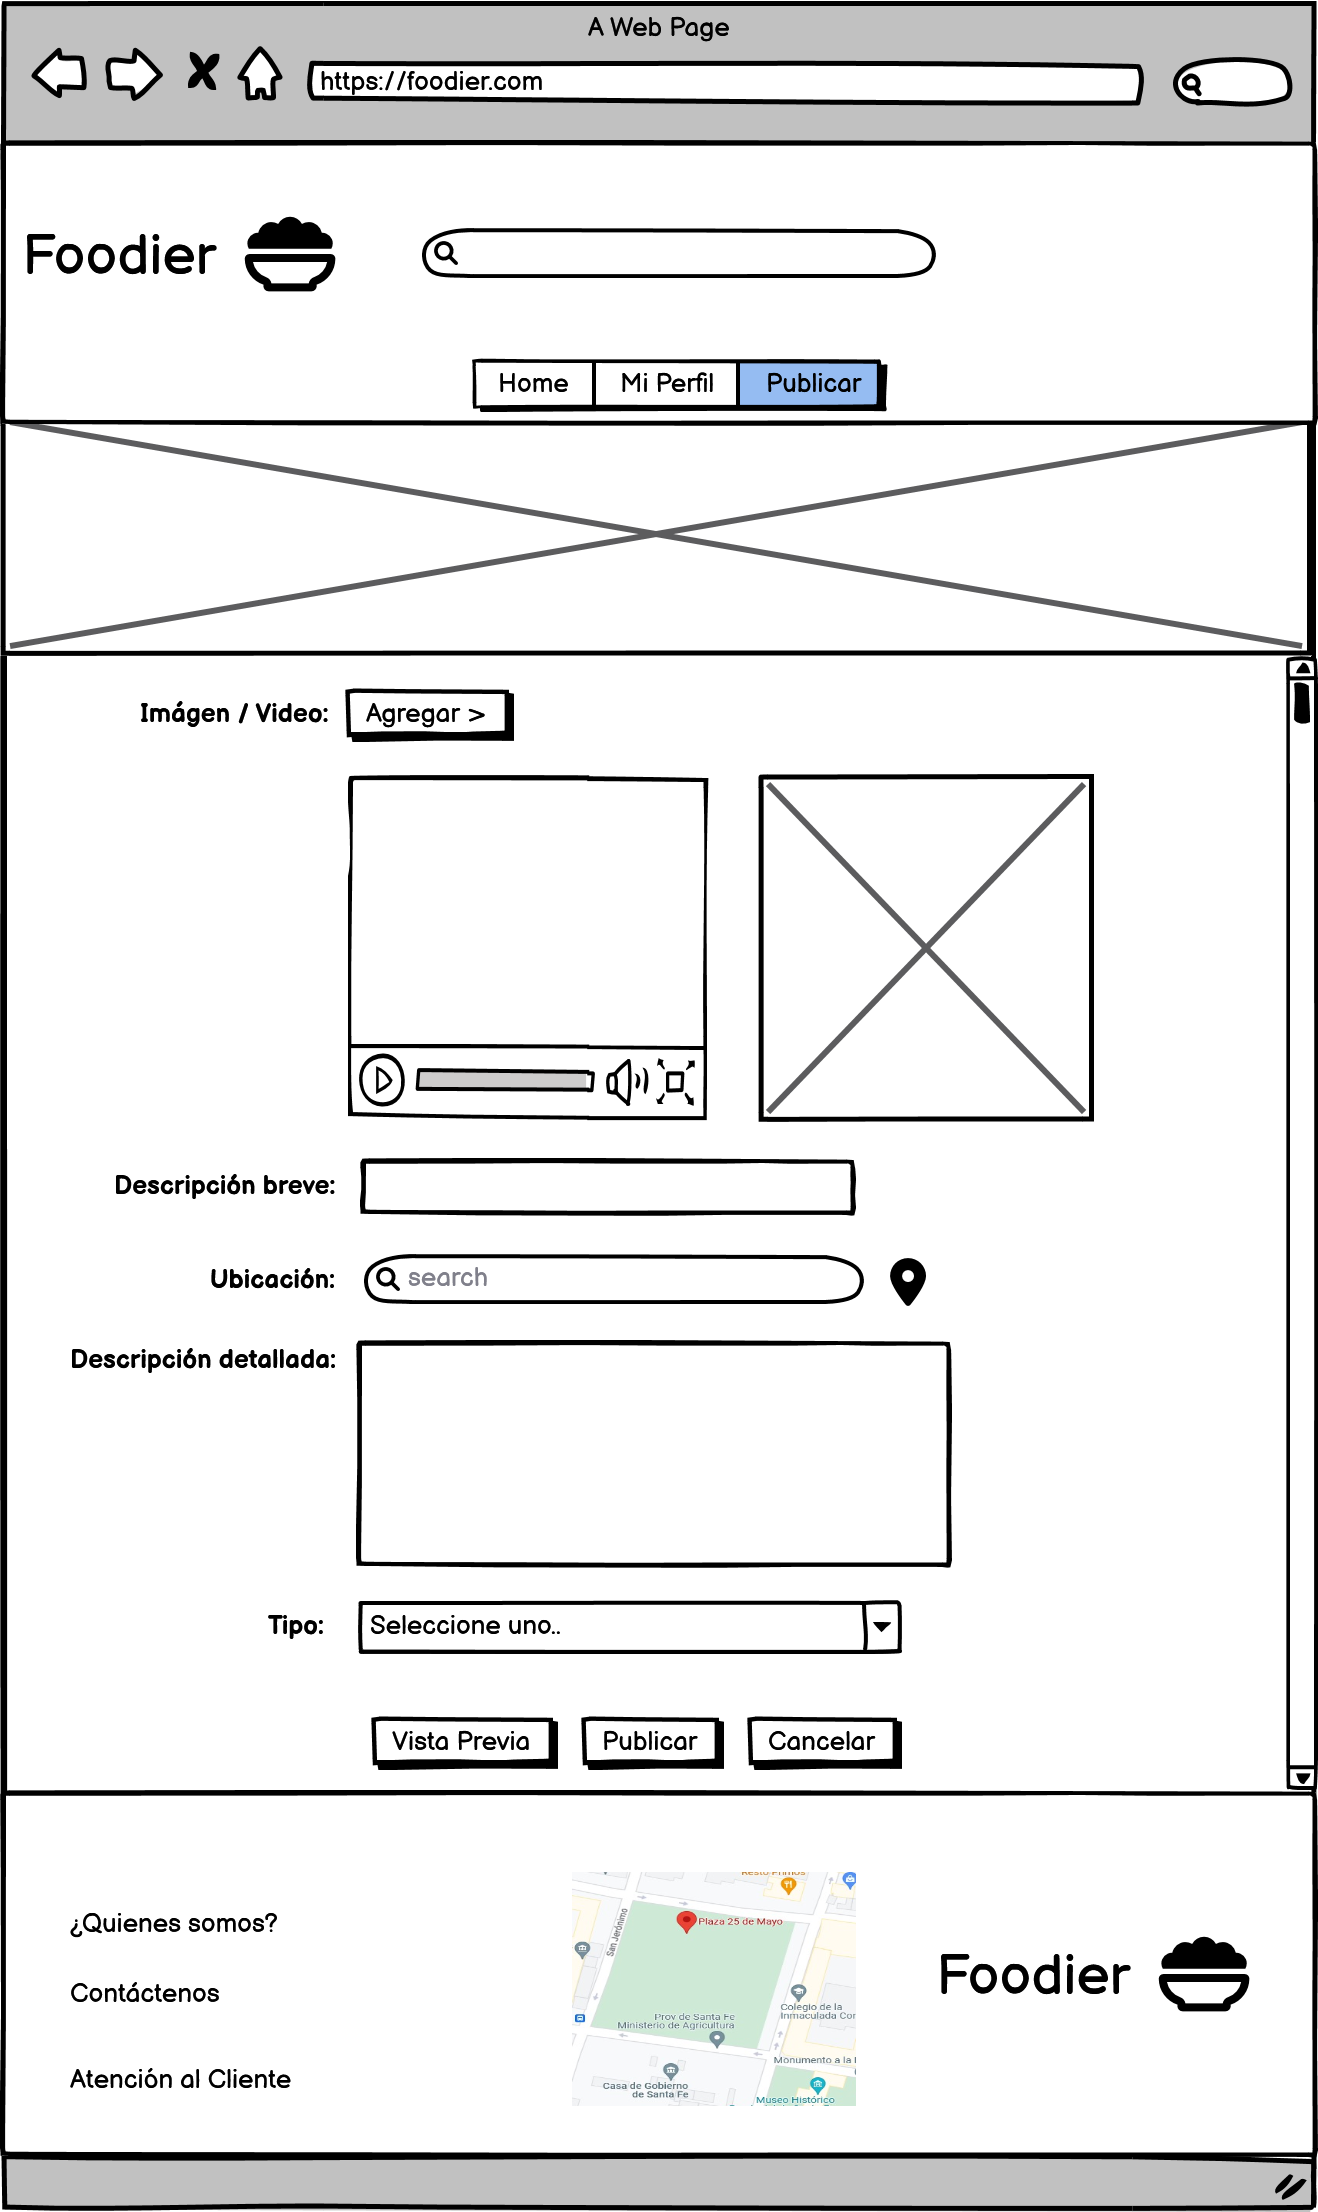 A Web Page
https://foodier.com
Foodier
Home
Mi Perfil
Publicar
Imágen / Video:
Agregar >
Descripción breve:
Ubicación:
search
Descripción detallada:
Tipo:
Seleccione uno..
Vista Previa
Publicar
Cancelar
¿Quienes somos?
Contáctenos
Atención al Cliente
Resto Primos
Plaza 25 de Mayo
San Jerónimo
Colegio de la
Inmaculada Con
Prov de Santa Fe
Ministerio de Agricultura
Monumento a la
Casa de Gobierno
de Santa Fe
Museo Histórico
Foodier